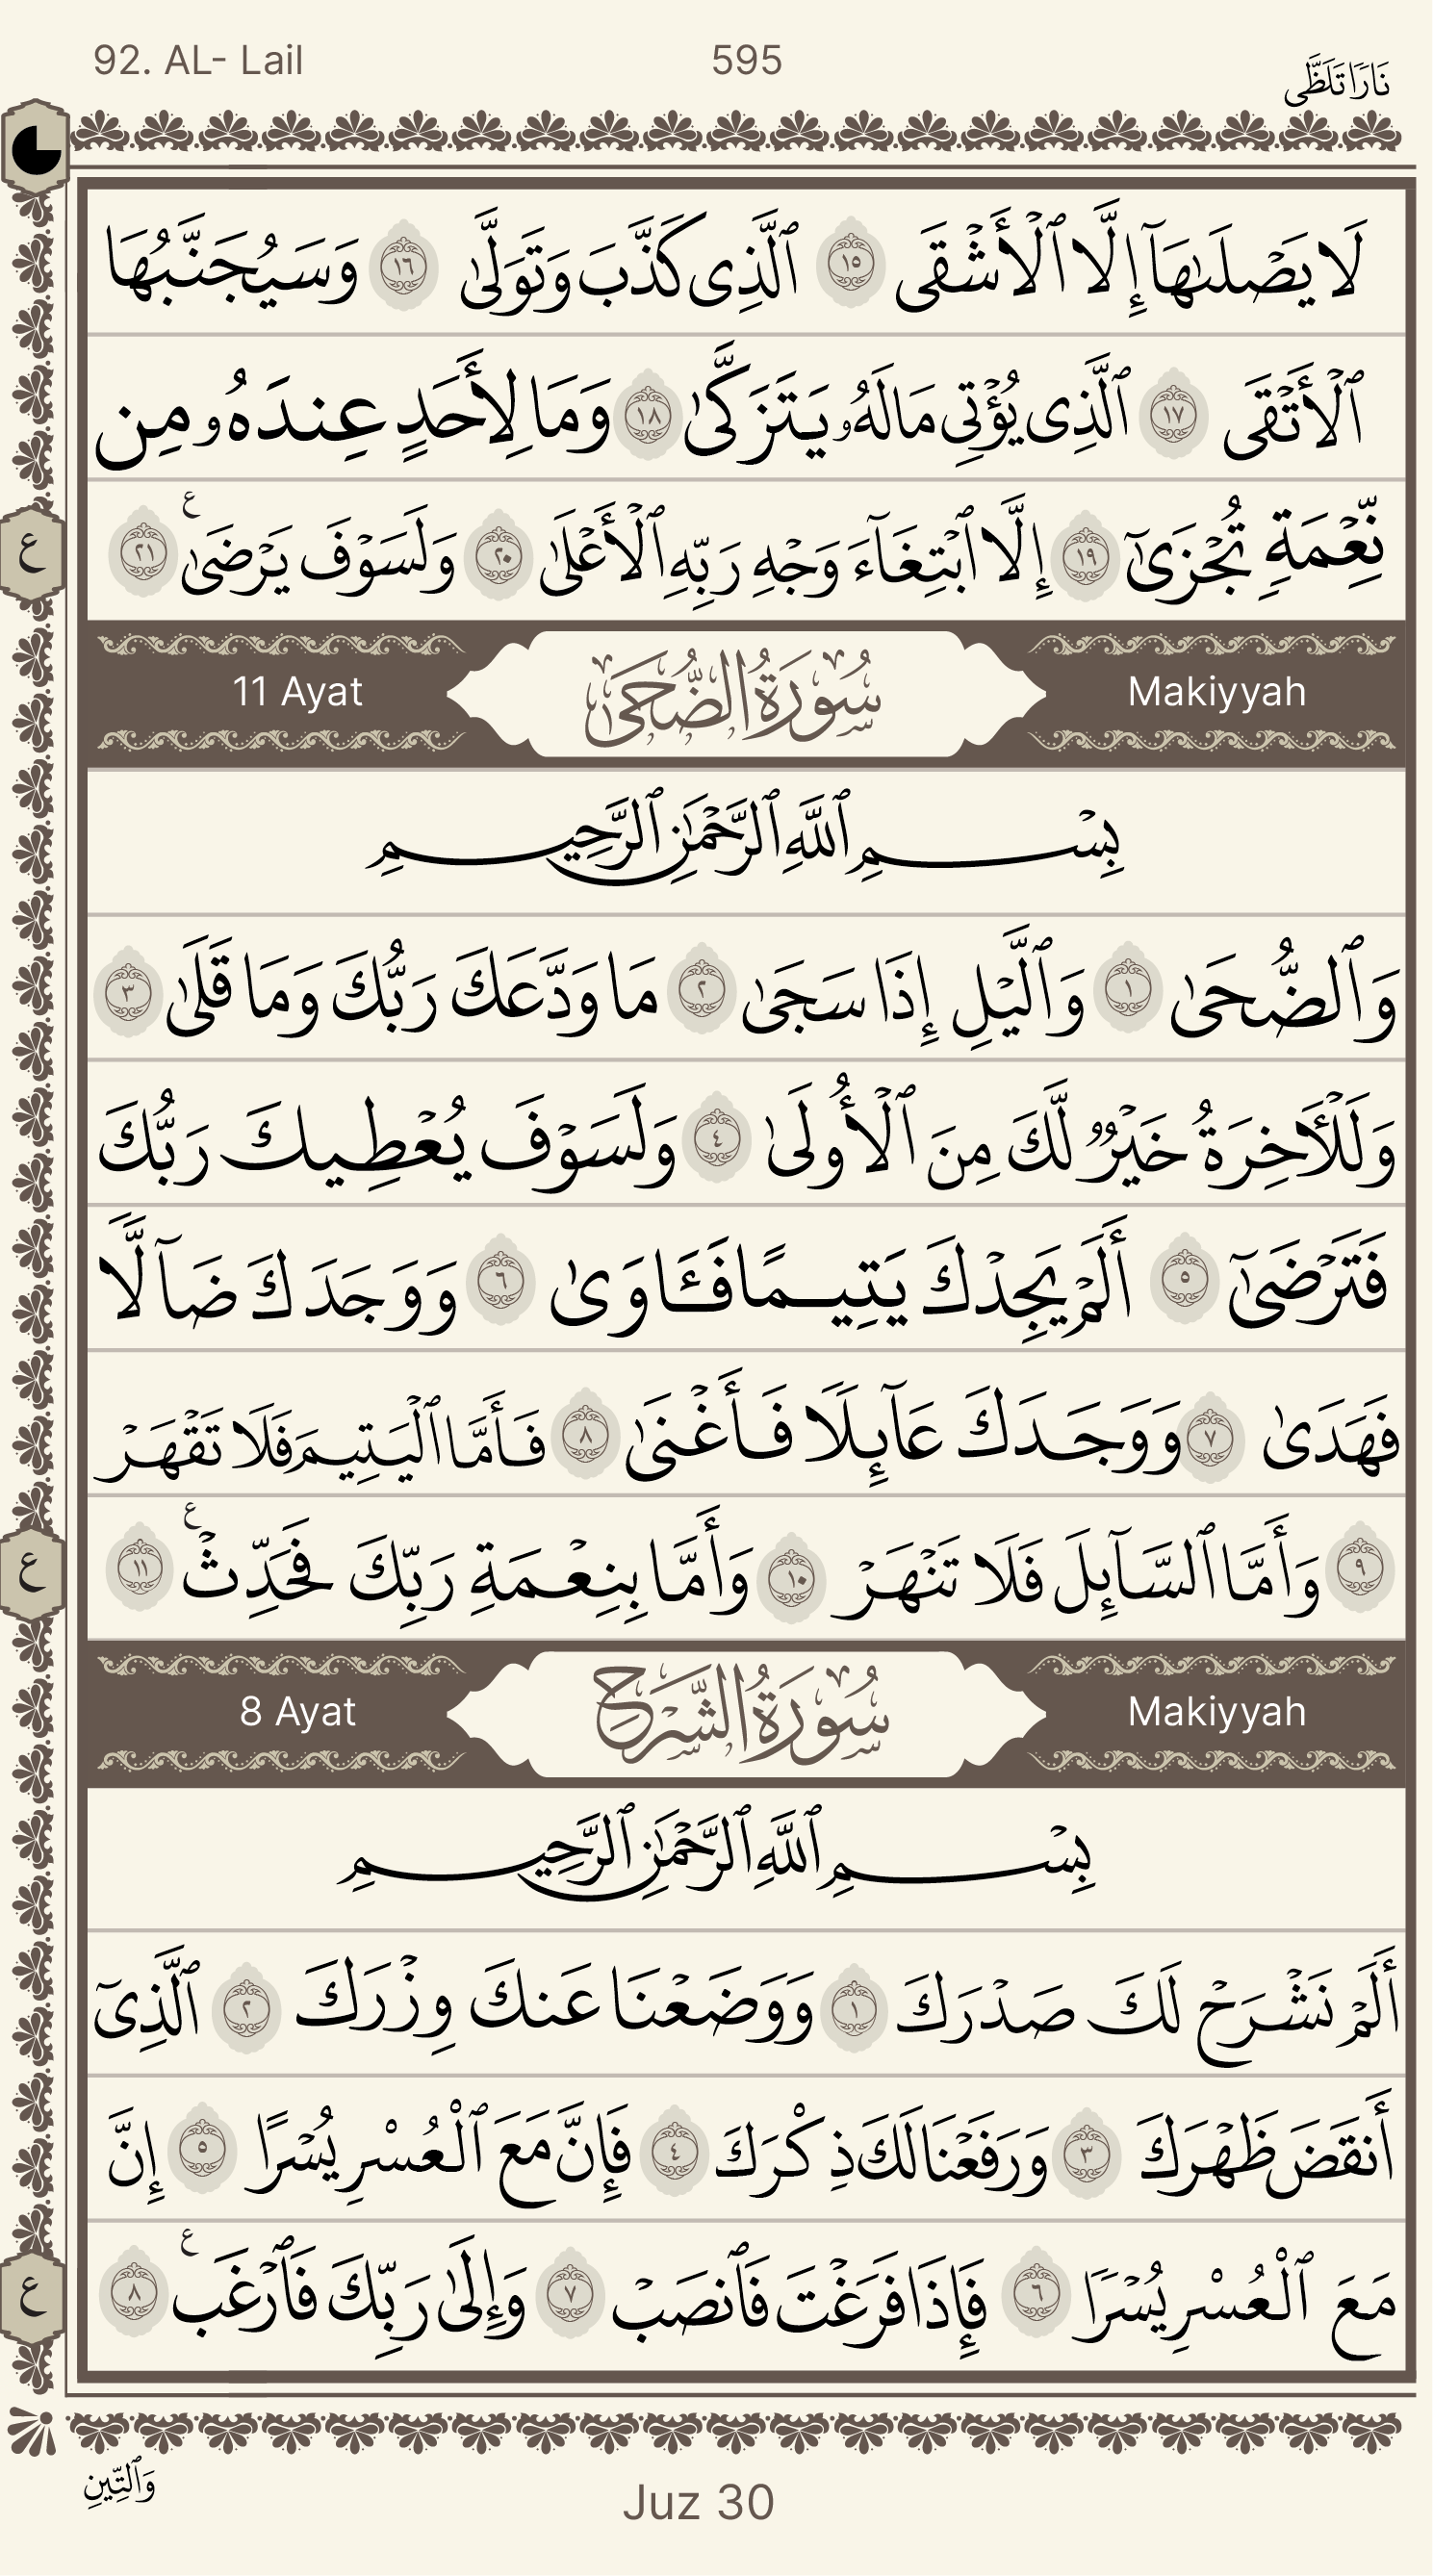 92. AL- Lail 595 نَارًا تَلَظَّى
لَا يَصْلَىٰهَآ إِلَّا ٱلْأَشْقَى ١٥ ٱلَّذِى كَذَّبَ وَتَوَلَّىٰ ١٦ وَسَيُجَنَّبُهَا
ٱلْأَتْقَى ١٧ ٱلَّذِى يُؤْتِى مَالَهُۥ يَتَزَكَّىٰ ١٨ وَمَا لِأَحَدٍ عِندَهُۥ مِن
نِّعْمَةٍ تُجْزَىٰٓ ١٩ إِلَّا ٱبْتِغَآءَ وَجْهِ رَبِّهِ ٱلْأَعْلَىٰ ٢٠ وَلَسَوْفَ يَرْضَىٰ ع ٢١
ع
11 Ayat سُورَةُ الضُّحَىٰ Makiyyah
بِسْمِ ٱللَّهِ ٱلرَّحْمَٰنِ ٱلرَّحِيمِ
وَٱلضُّحَىٰ ١ وَٱلَّيْلِ إِذَا سَجَىٰ ٢ مَا وَدَّعَكَ رَبُّكَ وَمَا قَلَىٰ ٣
وَلَلْـَٔاخِرَةُ خَيْرٌ لَّكَ مِنَ ٱلْأُولَىٰ ٤ وَلَسَوْفَ يُعْطِيكَ رَبُّكَ
فَتَرْضَىٰٓ ٥ أَلَمْ يَجِدْكَ يَتِيمًا فَـَٔاوَىٰ ٦ وَوَجَدَكَ ضَآلًّا
فَهَدَىٰ ٧ وَوَجَدَكَ عَآئِلًا فَأَغْنَىٰ ٨ فَأَمَّا ٱلْيَتِيمَ فَلَا تَقْهَرْ
٩ وَأَمَّا ٱلسَّآئِلَ فَلَا تَنْهَرْ ١٠ وَأَمَّا بِنِعْمَةِ رَبِّكَ فَحَدِّثْ ع ١١
ع
8 Ayat سُورَةُ الشَّرْحِ Makiyyah
بِسْمِ ٱللَّهِ ٱلرَّحْمَٰنِ ٱلرَّحِيمِ
أَلَمْ نَشْرَحْ لَكَ صَدْرَكَ ١ وَوَضَعْنَا عَنكَ وِزْرَكَ ٢ ٱلَّذِىٓ
أَنقَضَ ظَهْرَكَ ٣ وَرَفَعْنَا لَكَ ذِكْرَكَ ٤ فَإِنَّ مَعَ ٱلْعُسْرِ يُسْرًا ٥ إِنَّ
مَعَ ٱلْعُسْرِ يُسْرًا ٦ فَإِذَا فَرَغْتَ فَٱنصَبْ ٧ وَإِلَىٰ رَبِّكَ فَٱرْغَب ع ٨
ع
وَٱلتِّينِ
Juz 30